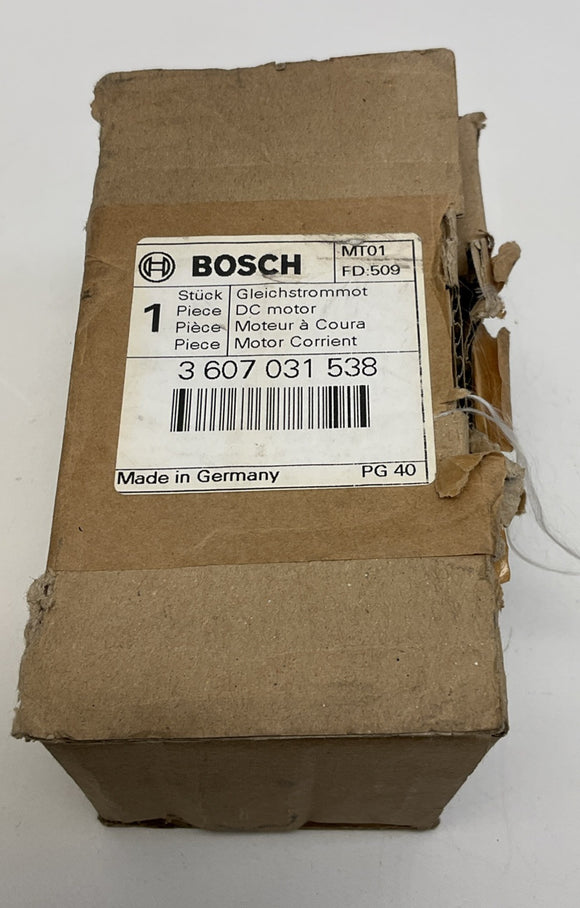 BOSCH
MT01
FD:509
1
Stück Gleichstrommot
Piece DC motor
Pièce Moteur à Coura
Piece Motor Corrient
3 607 031 538
Made in Germany PG 40